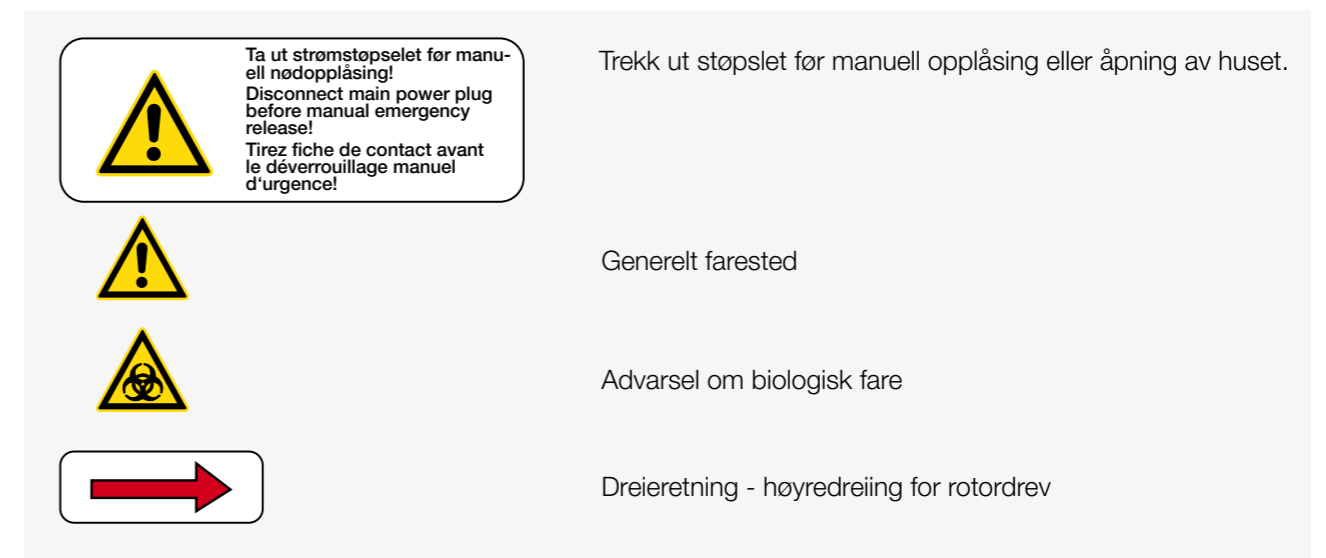 Ta ut strømstøpselet før manu-
ell nødopplåsing!
Disconnect main power plug
before manual emergency
release!
Tirez fiche de contact avant
le déverrouillage manuel
d‘urgence!
Trekk ut støpslet før manuell opplåsing eller åpning av huset.
Generelt farested
Advarsel om biologisk fare
Dreieretning - høyredreiing for rotordrev